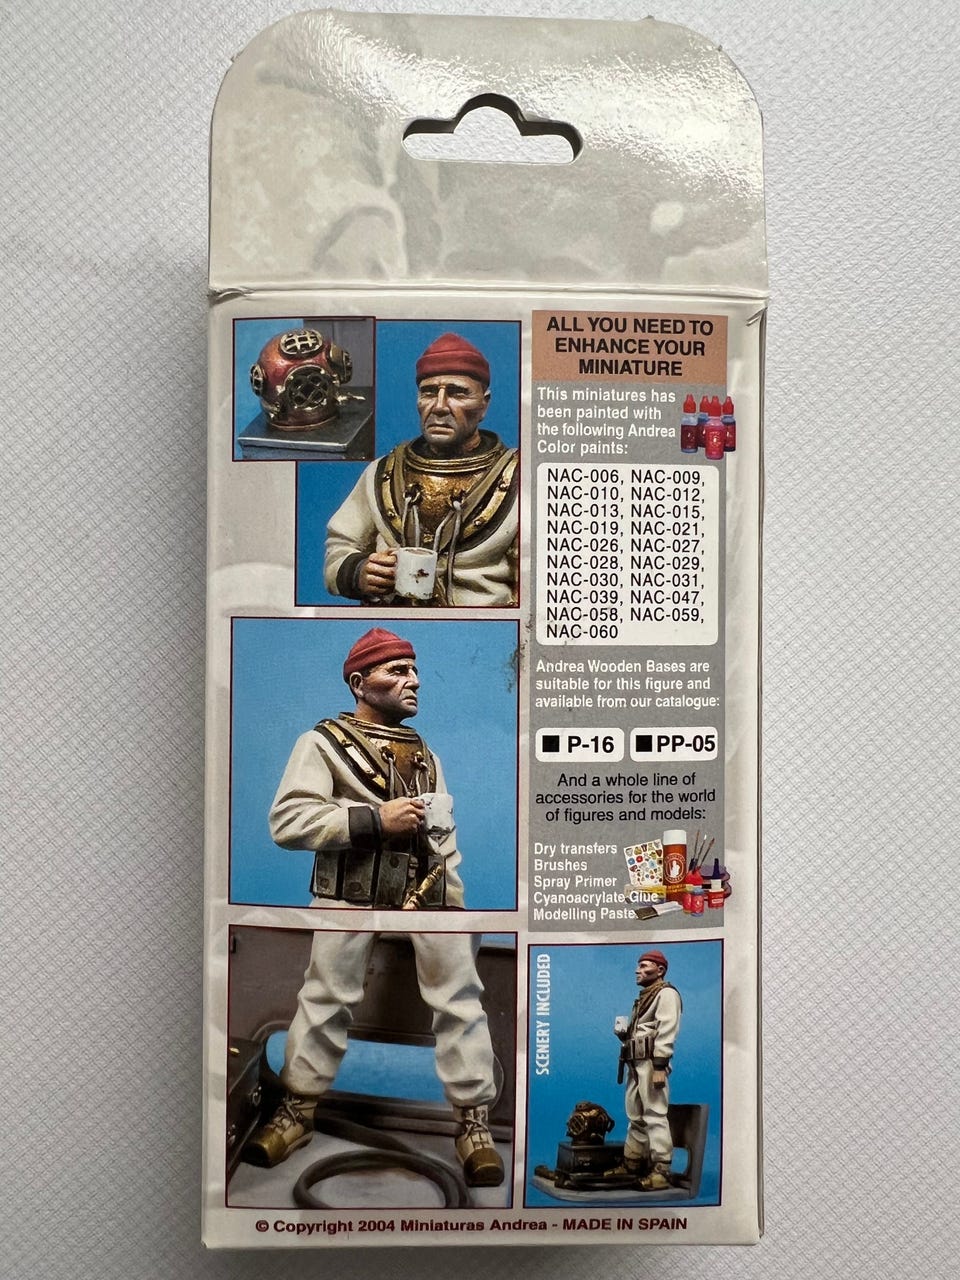 ALL YOU NEED TO
ENHANCE YOUR
MINIATURE
This miniatures has
been painted with
the following Andrea
Color paints:
NAC-006, NAC-009,
NAC-010, NAC-012,
NAC-013, NAC-015,
NAC-019, NAC-021,
NAC-026, NAC-027,
NAC-028, NAC-029,
NAC-030, NAC-031,
NAC-039, NAC-047,
NAC-058, NAC-059,
NAC-060
Andrea Wooden Bases are
suitable for this figure and
available from our catalogue:
■ P-16 ■ PP-05
And a whole line of
accessories for the world
of figures and models:
Dry transfers
Brushes
Spray Primer
Cyanoacrylate Glue
Modelling Paste
SCENERY INCLUDED
© Copyright 2004 Miniaturas Andrea - MADE IN SPAIN